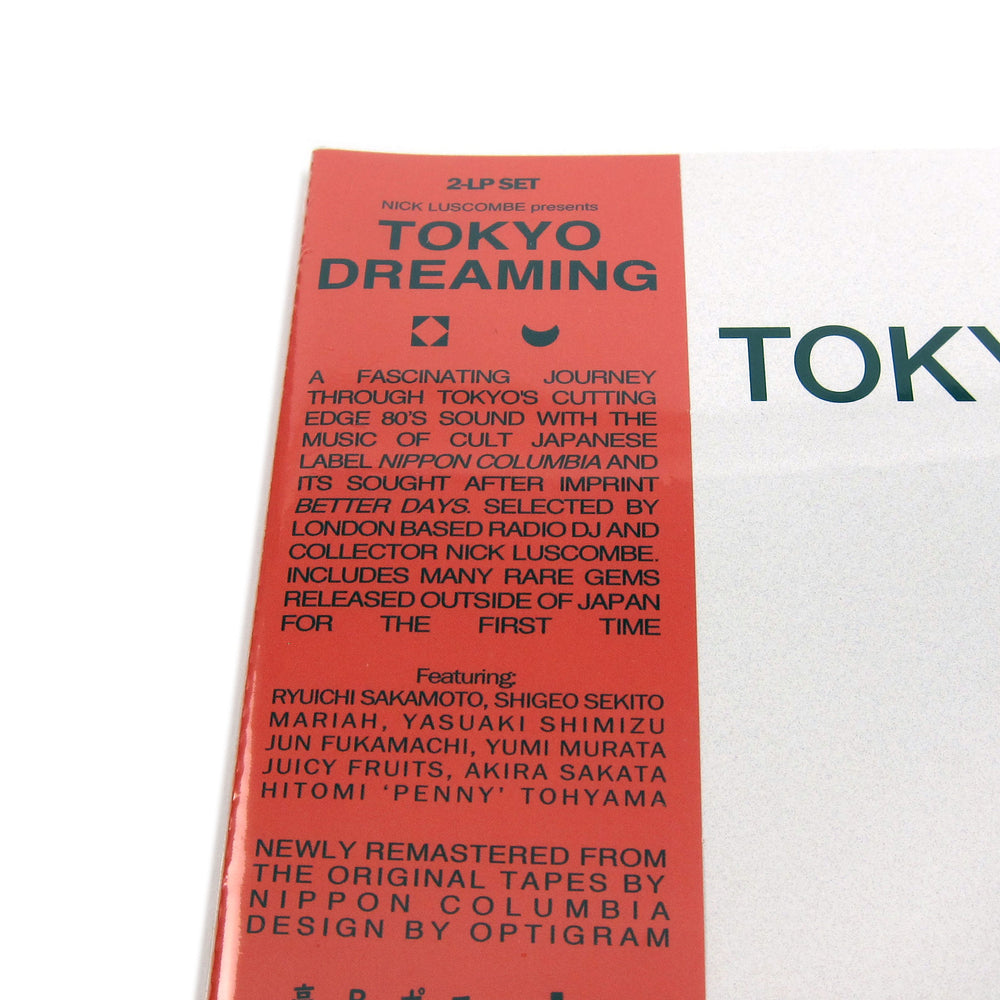 2-LP SET
NICK LUSCOMBE presents
TOKYO
DREAMING
A FASCINATING JOURNEY
THROUGH TOKYO'S CUTTING
EDGE 80'S SOUND WITH THE
MUSIC OF CULT JAPANESE
LABEL NIPPON COLUMBIA AND
ITS SOUGHT AFTER IMPRINT
BETTER DAYS. SELECTED BY
LONDON BASED RADIO DJ AND
COLLECTOR NICK LUSCOMBE.
INCLUDES MANY RARE GEMS
RELEASED OUTSIDE OF JAPAN
FOR THE FIRST TIME
Featuring:
RYUICHI SAKAMOTO, SHIGEO SEKITO
MARIAH, YASUAKI SHIMIZU
JUN FUKAMACHI, YUMI MURATA
JUICY FRUITS, AKIRA SAKATA
HITOMI 'PENNY' TOHYAMA
NEWLY REMASTERED FROM
THE ORIGINAL TAPES BY
NIPPON COLUMBIA
DESIGN BY OPTIGRAM
TOKY